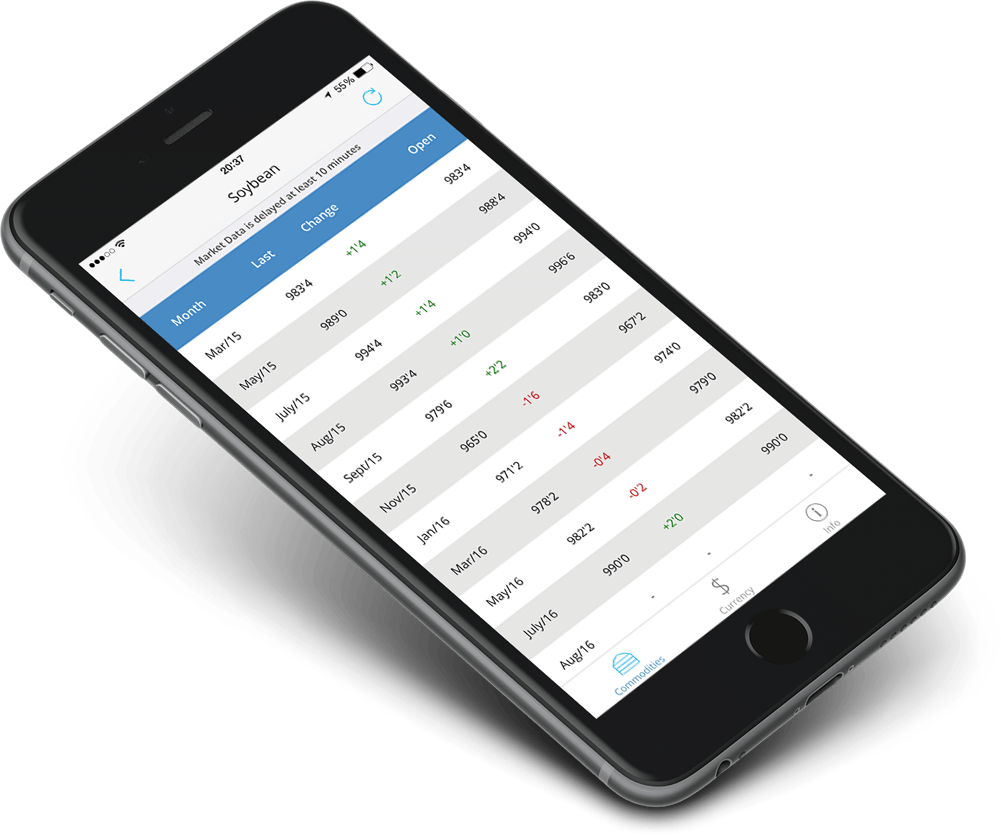 20:37
55%
Soybean
Market Data is delayed at least 10 minutes
Month Last Change Open
Mar/15 983'4 +1'4 983'4
May/15 989'0 +1'2 988'4
July/15 994'4 +1'4 994'0
Aug/15 993'4 +1'0 996'6
Sept/15 979'6 +2'2 983'0
Nov/15 965'0 -1'6 967'2
Jan/16 971'2 -1'4 974'0
Mar/16 978'2 -0'4 979'0
May/16 982'2 -0'2 982'2
July/16 990'0 +2'0 990'0
Aug/16 - - -
Commodities Currency Info